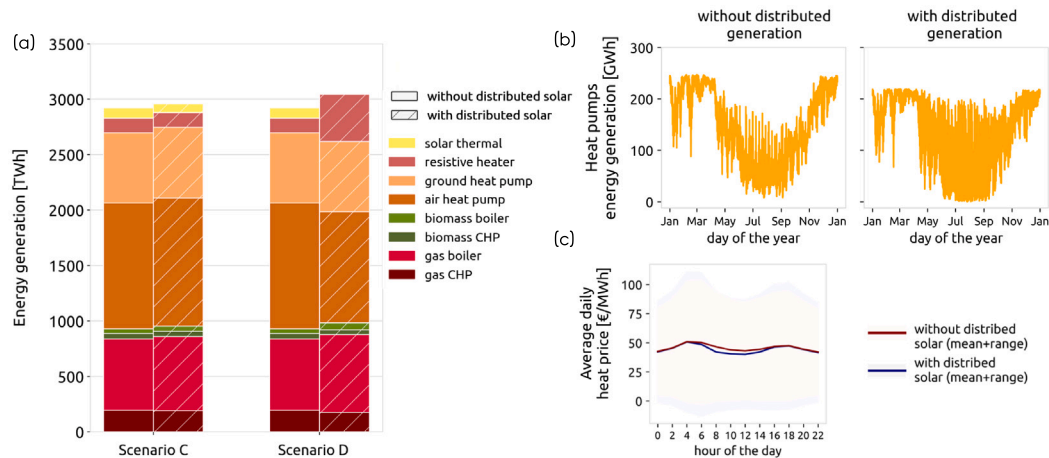 (a)
3500
3000
2500
2000
1500
1000
500
0
Energy generation [TWh]
Scenario C
Scenario D
without distributed solar
with distributed solar
solar thermal
resistive heater
ground heat pump
air heat pump
biomass boiler
biomass CHP
gas boiler
gas CHP
(b)
without distributed
generation
with distributed
generation
Heat pumps
energy generation [GWh]
300
200
100
0
Jan Mar May Jul Sep Nov Jan
day of the year
Jan Mar May Jul Sep Nov Jan
day of the year
(c)
Average daily
heat price [€/MWh]
100
75
50
25
0
0 2 4 6 8 10 12 14 16 18 20 22
hour of the day
without distribed
solar (mean+range)
with distribed
solar (mean+range)